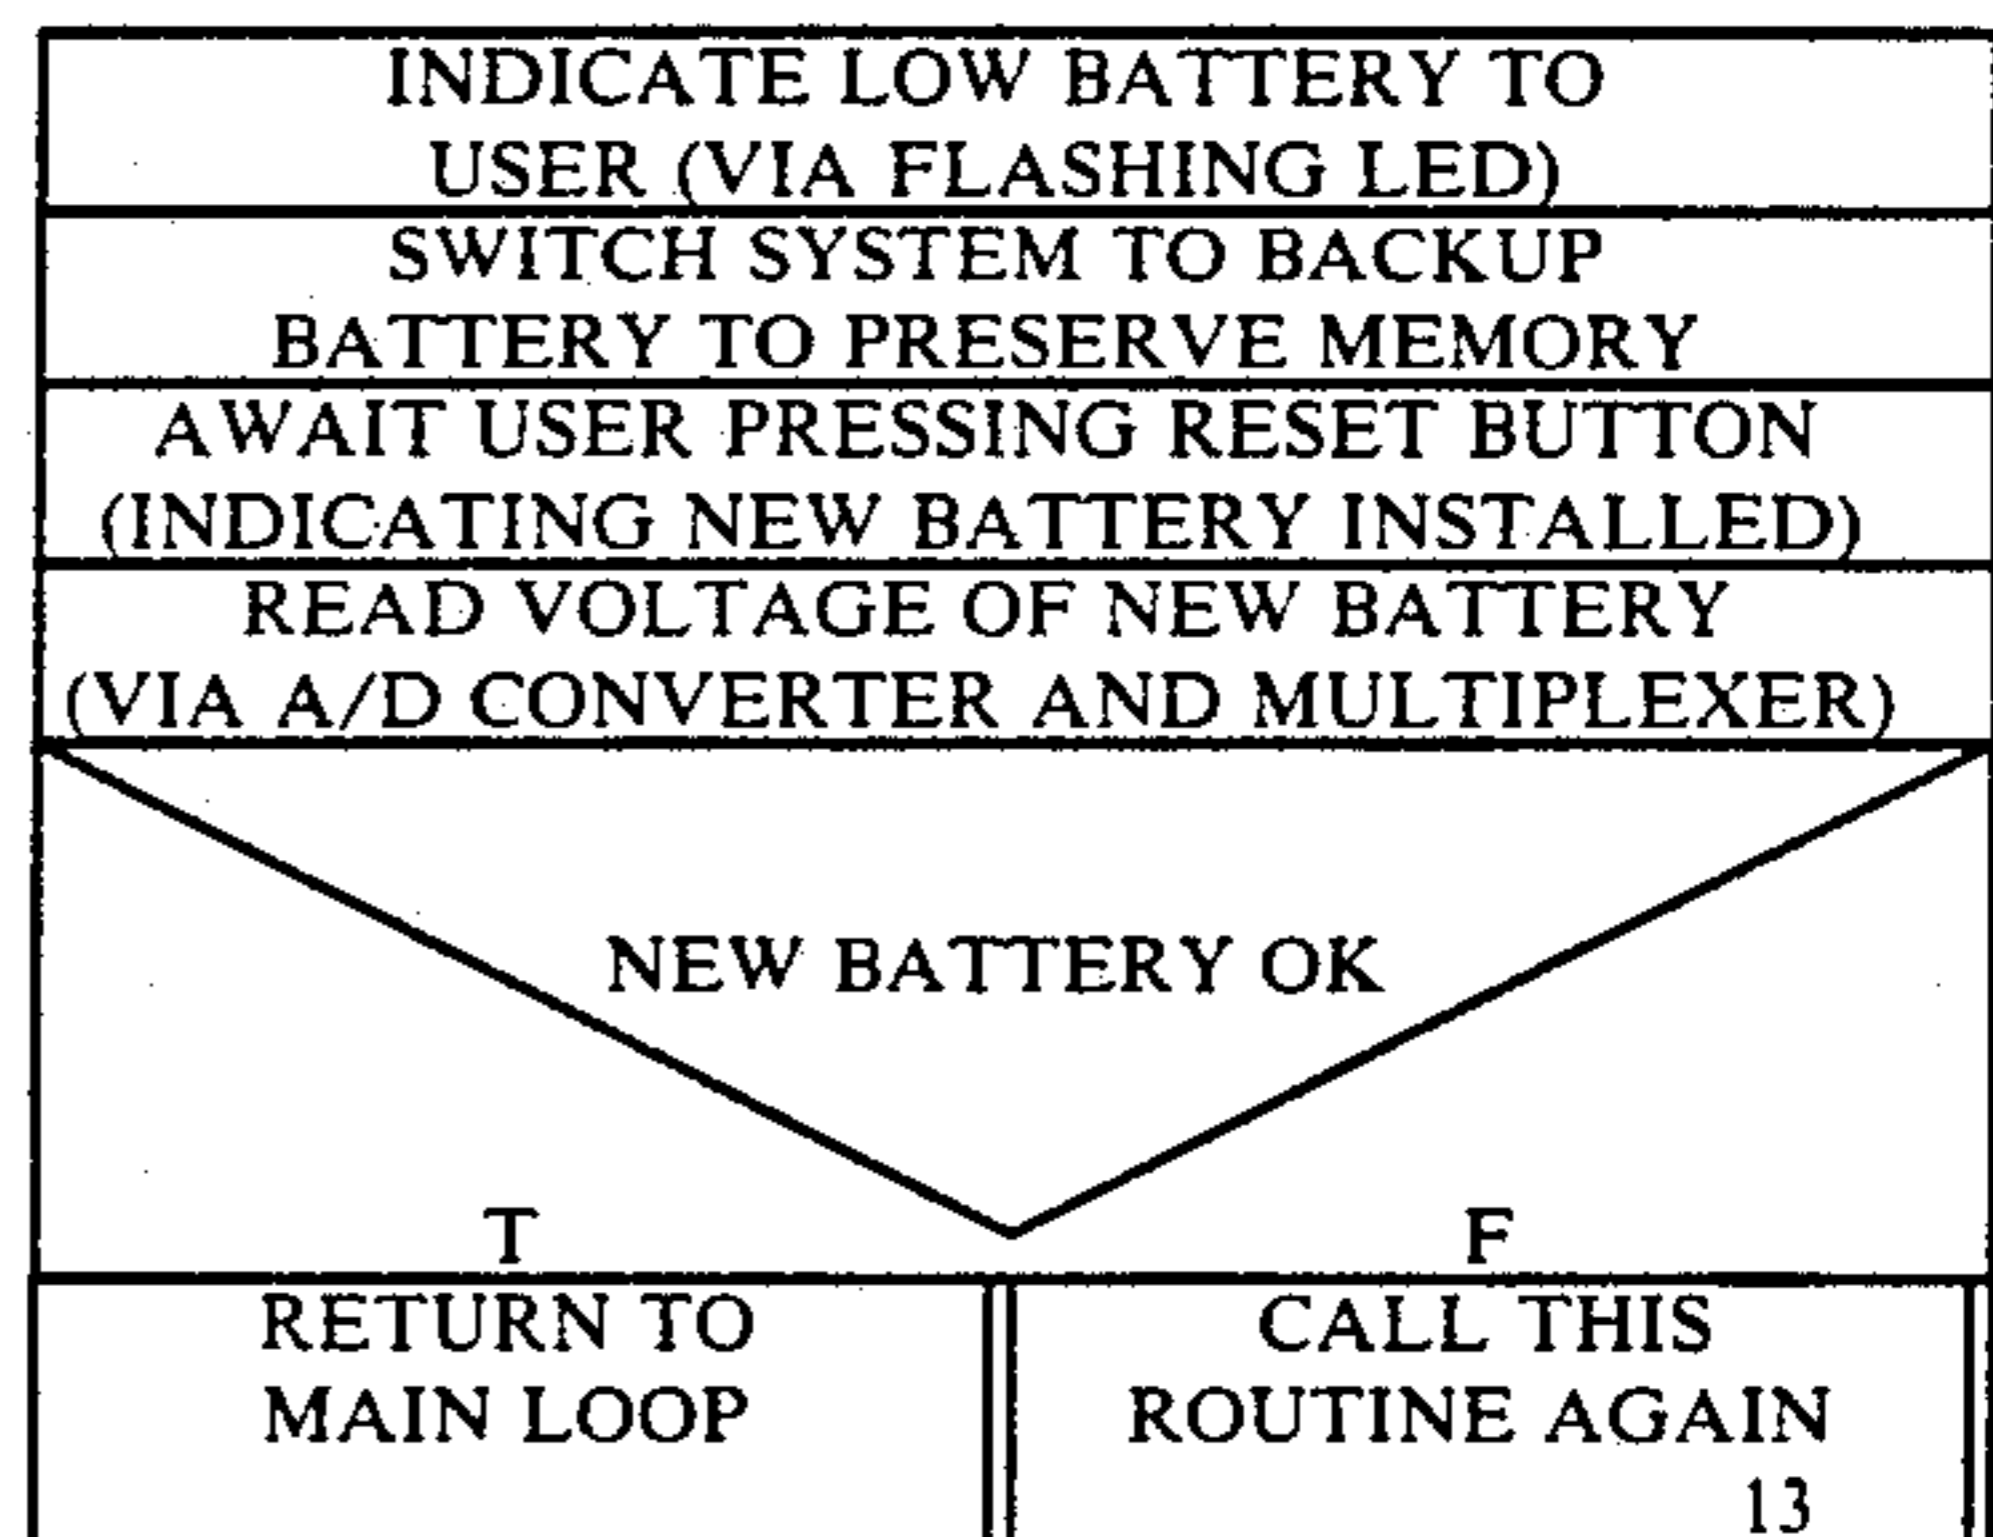 INDICATE LOW BATTERY TO
USER (VIA FLASHING LED)
SWITCH SYSTEM TO BACKUP
BATTERY TO PRESERVE MEMORY
AWAIT USER PRESSING RESET BUTTON
(INDICATING NEW BATTERY INSTALLED)
READ VOLTAGE OF NEW BATTERY
(VIA A/D CONVERTER AND MULTIPLEXER)
NEW BATTERY OK
T
F
RETURN TO
MAIN LOOP
CALL THIS
ROUTINE AGAIN
13